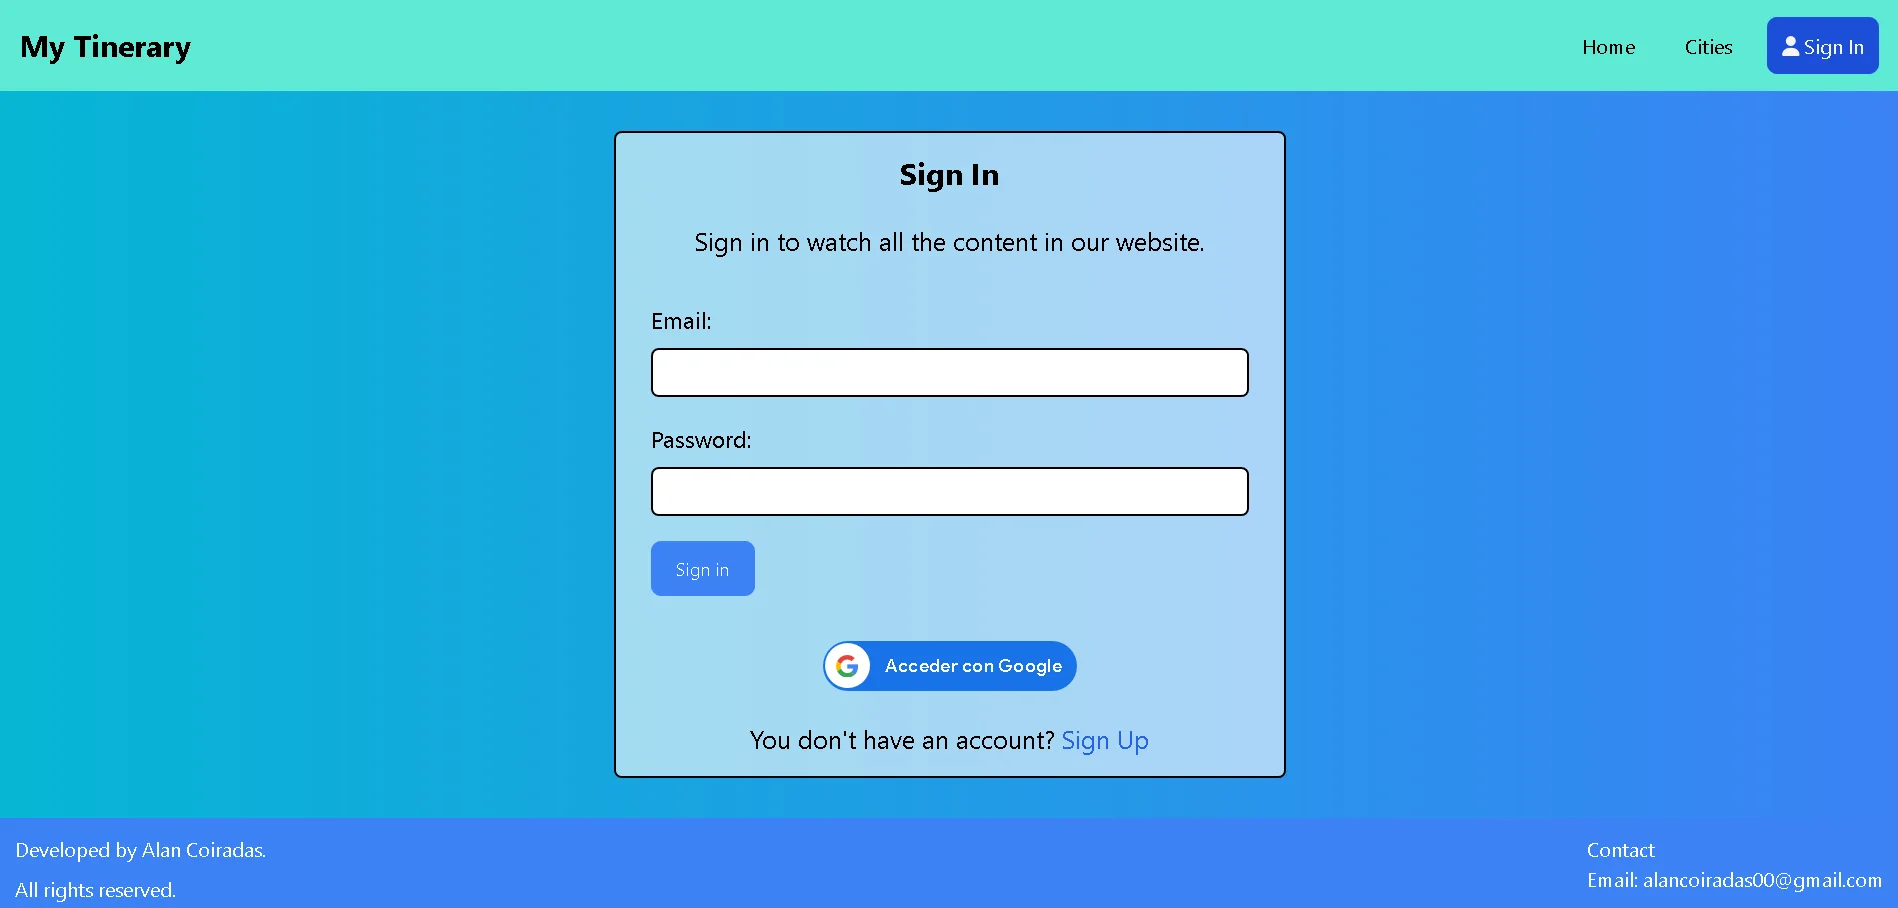 My Tinerary
Home
Cities
Sign In
Sign In
Sign in to watch all the content in our website.
Email:
Password:
Sign in
Acceder con Google
You don't have an account? Sign Up
Developed by Alan Coiradas.
All rights reserved.
Contact
Email: alancoiradas00@gmail.com